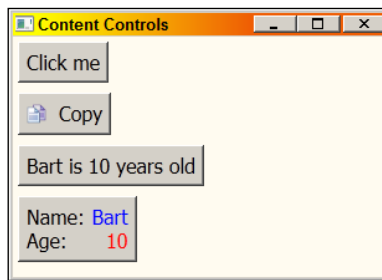 Content Controls
Click me
Copy
Bart is 10 years old
Name: Bart
Age: 10